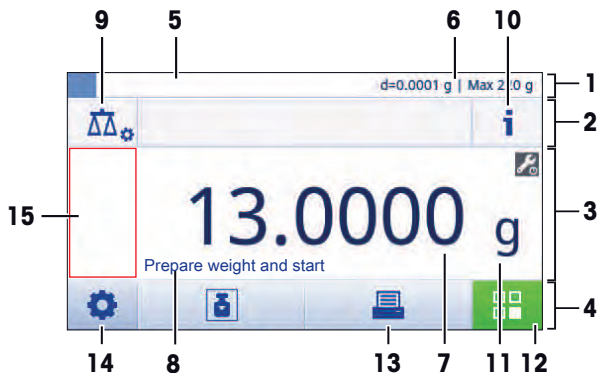 9 5 6 10
d=0.0001 g | Max 220 g 1
i 2
15 13.0000 g 3
Prepare weight and start
4
14 8 13 7 11 12